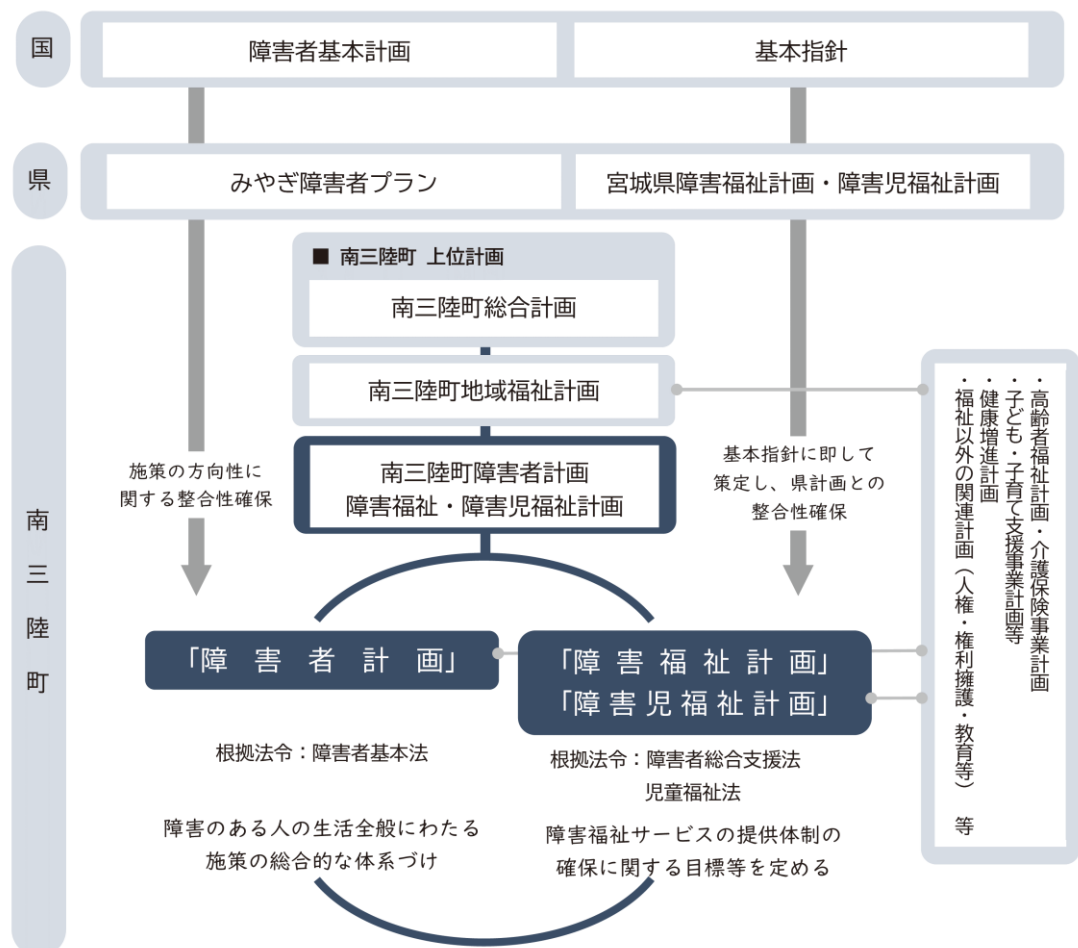 国
障害者基本計画
基本指針
県
みやぎ障害者プラン
宮城県障害福祉計画・障害児福祉計画
南三陸町
■ 南三陸町 上位計画
南三陸町総合計画
南三陸町地域福祉計画
南三陸町障害者計画
障害福祉・障害児福祉計画
施策の方向性に
関する整合性確保
基本指針に即して
策定し、県計画との
整合性確保
・高齢者福祉計画・介護保険事業計画
・子ども・子育て支援事業計画等
・健康増進計画
・福祉以外の関連計画（人権・権利擁護・教育等） 等
「障害者計画」
「障害福祉計画」
「障害児福祉計画」
根拠法令：障害者基本法
根拠法令：障害者総合支援法
児童福祉法
障害のある人の生活全般にわたる
施策の総合的な体系づけ
障害福祉サービスの提供体制の
確保に関する目標等を定める